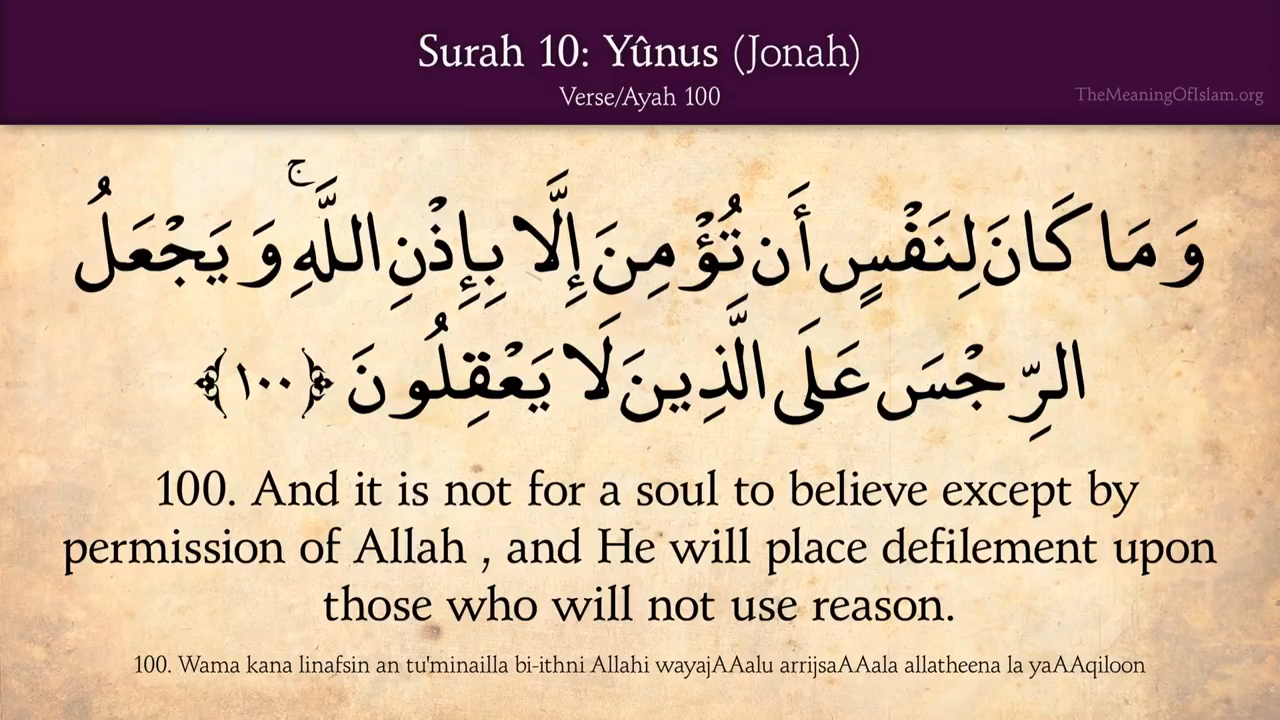 Surah 10: Yûnus (Jonah)
Verse/Ayah 100
TheMeaningOfIslam.org
وَمَا كَانَ لِنَفْسٍ أَن تُؤْمِنَ إِلَّا بِإِذْنِ اللَّهِ ۚ وَيَجْعَلُ
الرِّجْسَ عَلَى الَّذِينَ لَا يَعْقِلُونَ ﴿١٠٠﴾
100. And it is not for a soul to believe except by
permission of Allah , and He will place defilement upon
those who will not use reason.
100. Wama kana linafsin an tu'minailla bi-ithni Allahi wayajAAalu arrijsaAAala allatheena la yaAAqiloon